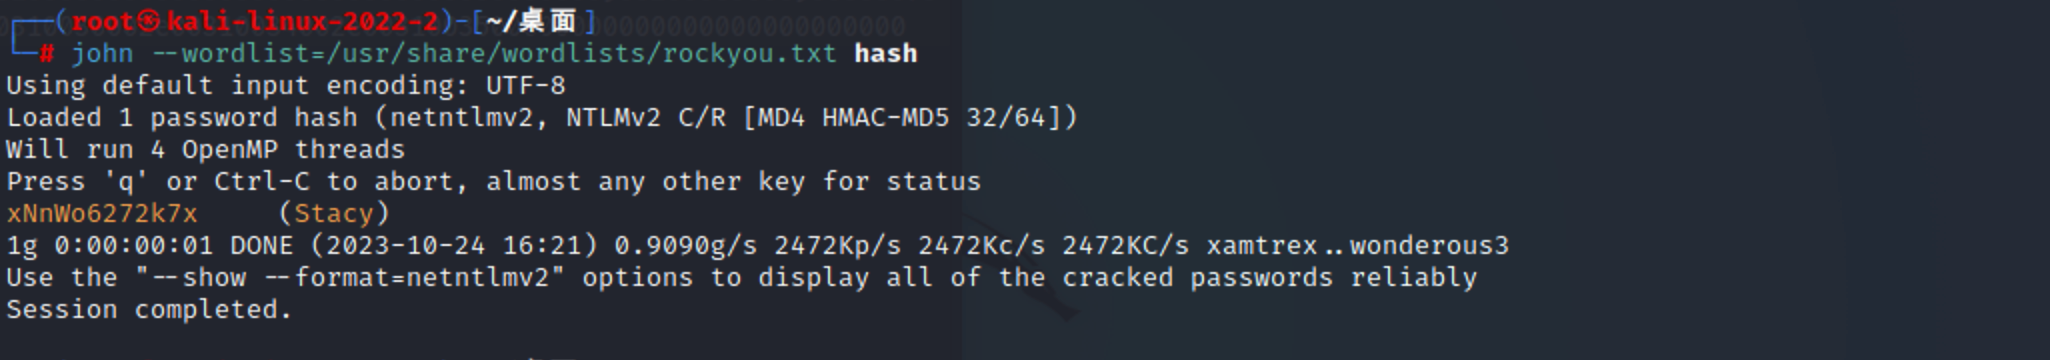 ┌──(root㉿kali-linux-2022-2)-[~/桌面]
└─# john --wordlist=/usr/share/wordlists/rockyou.txt hash
Using default input encoding: UTF-8
Loaded 1 password hash (netntlmv2, NTLMv2 C/R [MD4 HMAC-MD5 32/64])
Will run 4 OpenMP threads
Press 'q' or Ctrl-C to abort, almost any other key for status
xNnWo6272k7x     (Stacy)
1g 0:00:00:01 DONE (2023-10-24 16:21) 0.9090g/s 2472Kp/s 2472Kc/s 2472KC/s xamtrex..wonderous3
Use the "--show --format=netntlmv2" options to display all of the cracked passwords reliably
Session completed.